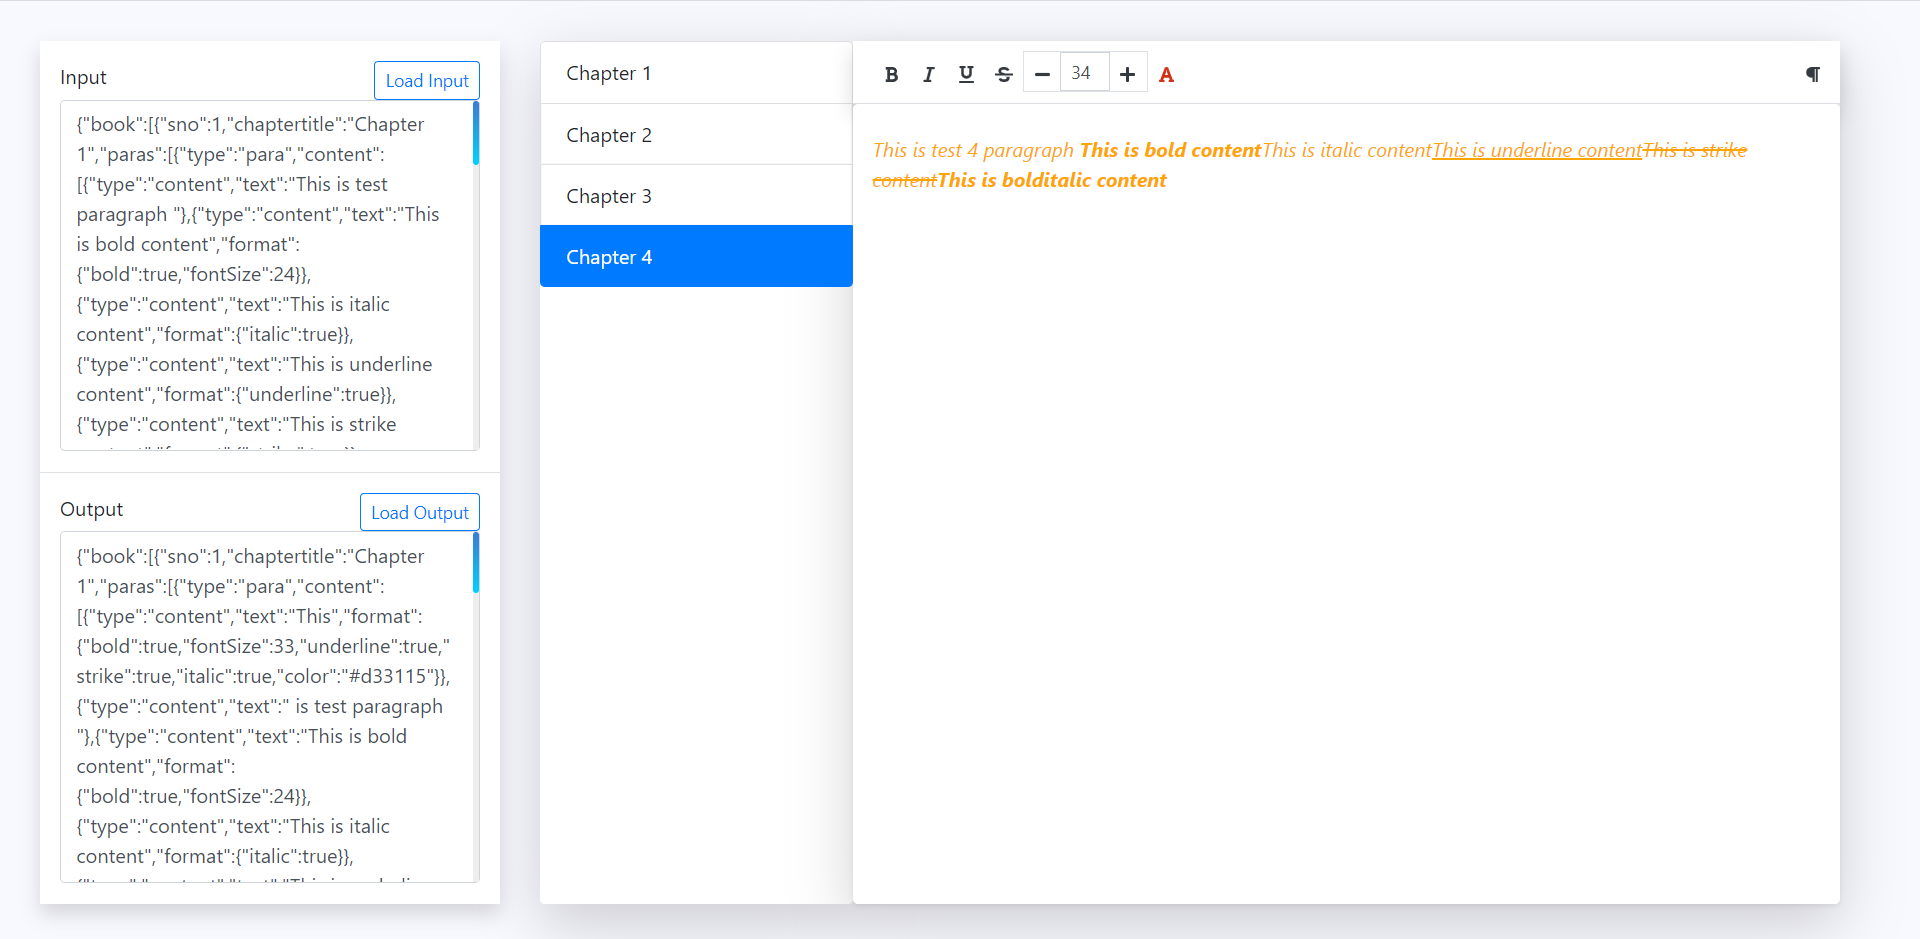 Input
Load Input
{"book":[{"sno":1,"chaptertitle":"Chapter
1","paras":[{"type":"para","content":
[{"type":"content","text":"This is test
paragraph "},{"type":"content","text":"This
is bold content","format":
{"bold":true,"fontSize":24}},
{"type":"content","text":"This is italic
content","format":{"italic":true}},
{"type":"content","text":"This is underline
content","format":{"underline":true}},
{"type":"content","text":"This is strike
Output
Load Output
{"book":[{"sno":1,"chaptertitle":"Chapter
1","paras":[{"type":"para","content":
[{"type":"content","text":"This","format":
{"bold":true,"fontSize":33,"underline":true,"
strike":true,"italic":true,"color":"#d33115"}},
{"type":"content","text":" is test paragraph
"},{"type":"content","text":"This is bold
content","format":
{"bold":true,"fontSize":24}},
{"type":"content","text":"This is italic
content","format":{"italic":true}},
Chapter 1
Chapter 2
Chapter 3
Chapter 4
B I U S − 34 + A ¶
This is test 4 paragraph This is bold contentThis is italic contentThis is underline contentThis is strike
contentThis is bolditalic content